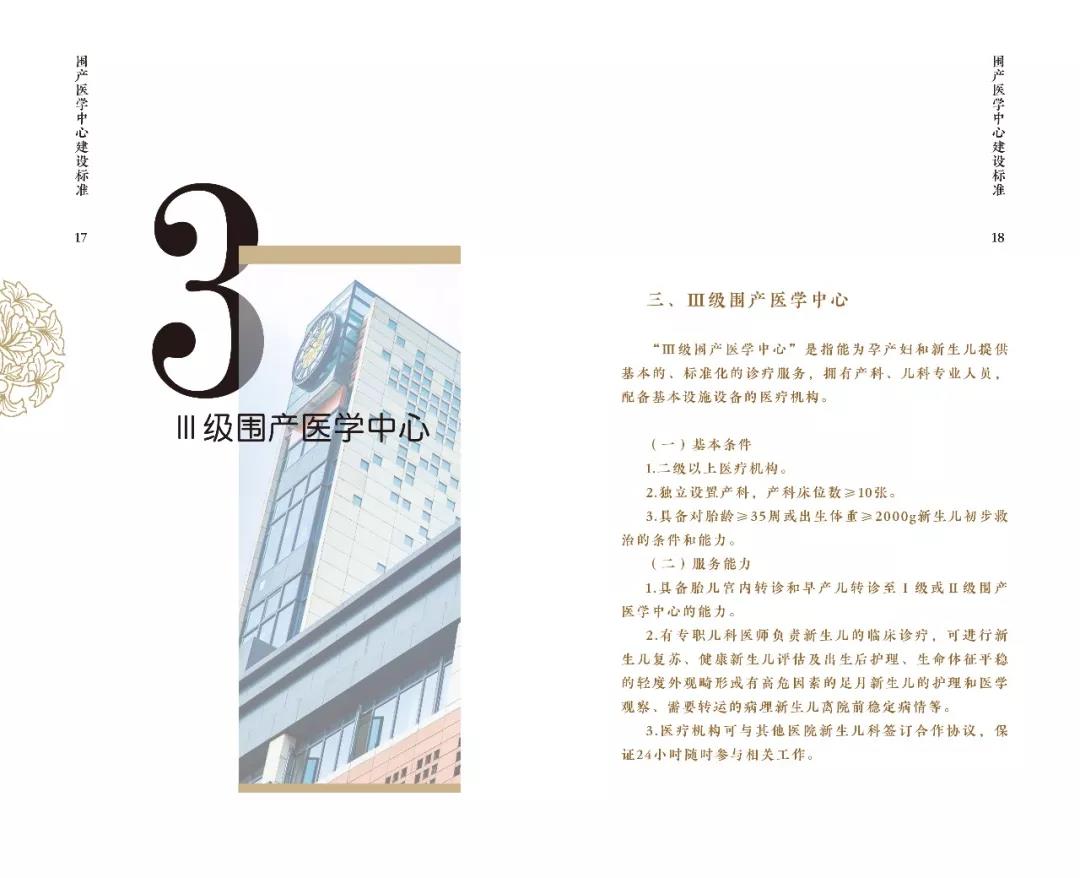 围产医学中心建设标准
17
3
Ⅲ级围产医学中心
围产医学中心建设标准
18
三、Ⅲ级围产医学中心
“Ⅲ级围产医学中心”是指能为孕产妇和新生儿提供
基本的、标准化的诊疗服务，拥有产科、儿科专业人员，
配备基本设施设备的医疗机构。
（一）基本条件
1.二级以上医疗机构。
2.独立设置产科，产科床位数≥10张。
3.具备对胎龄≥35周或出生体重≥2000g新生儿初步救
治的条件和能力。
（二）服务能力
1.具备胎儿宫内转诊和早产儿转诊至Ⅰ级或Ⅱ级围产
医学中心的能力。
2.有专职儿科医师负责新生儿的临床诊疗，可进行新
生儿复苏、健康新生儿评估及出生后护理、生命体征平稳
的轻度外观畸形或有高危因素的足月新生儿的护理和医学
观察、需要转运的病理新生儿离院前稳定病情等。
3.医疗机构可与其他医院新生儿科签订合作协议，保
证24小时随时参与相关工作。